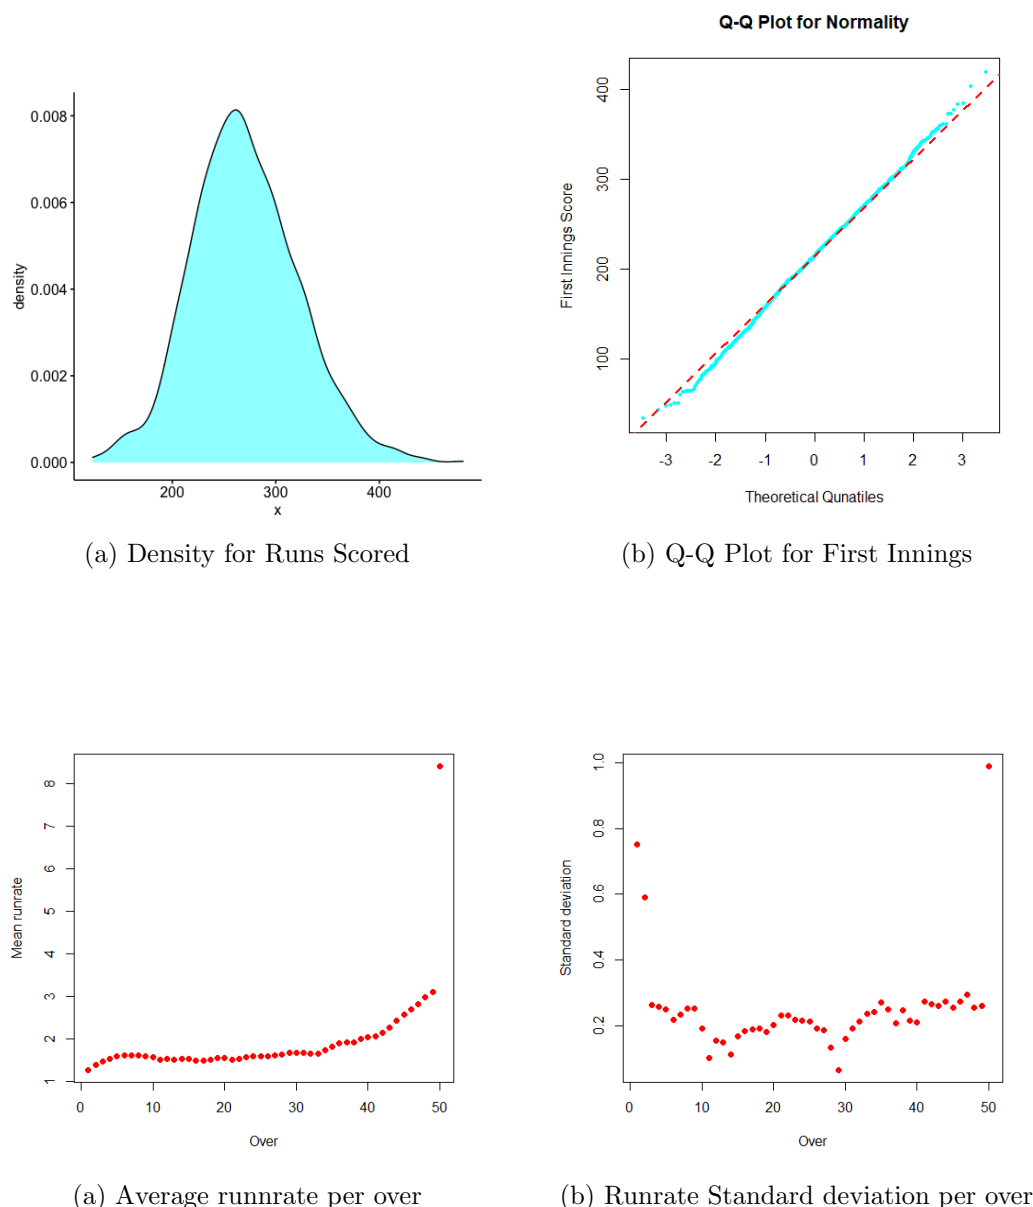 Q-Q Plot for Normality
0.008
0.006
0.004
0.002
0.000
density
200 300 400
x
400
300
200
100
First Innings Score
-3 -2 -1 0 1 2 3
Theoretical Qunatiles
(a) Density for Runs Scored
(b) Q-Q Plot for First Innings
8
7
6
5
4
3
2
1
Mean runrate
0 10 20 30 40 50
Over
1.0
0.8
0.6
0.4
0.2
Standard deviation
0 10 20 30 40 50
Over
(a) Average runnrate per over
(b) Runrate Standard deviation per over